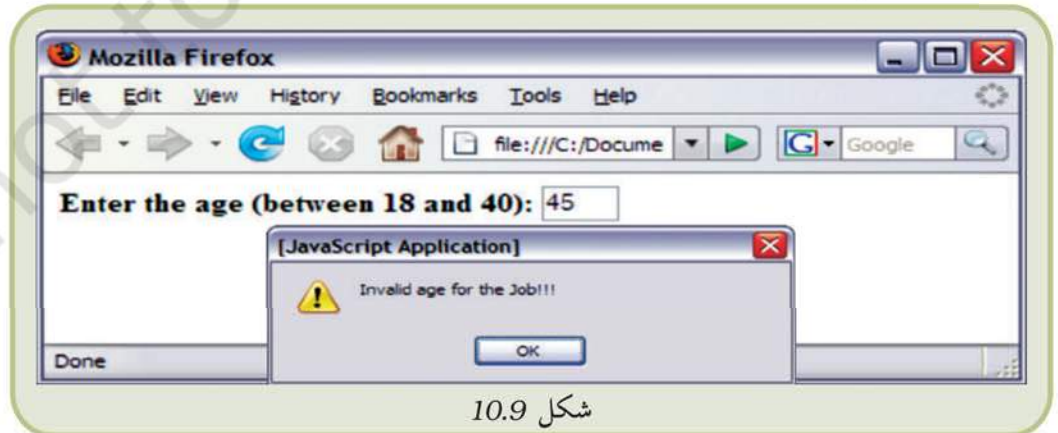 Mozilla Firefox
File Edit View History Bookmarks Tools Help
file:///C:/Docume G Google
Enter the age (between 18 and 40): 45
[JavaScript Application]
Invalid age for the Job!!!
OK
Done
شکل 10.9